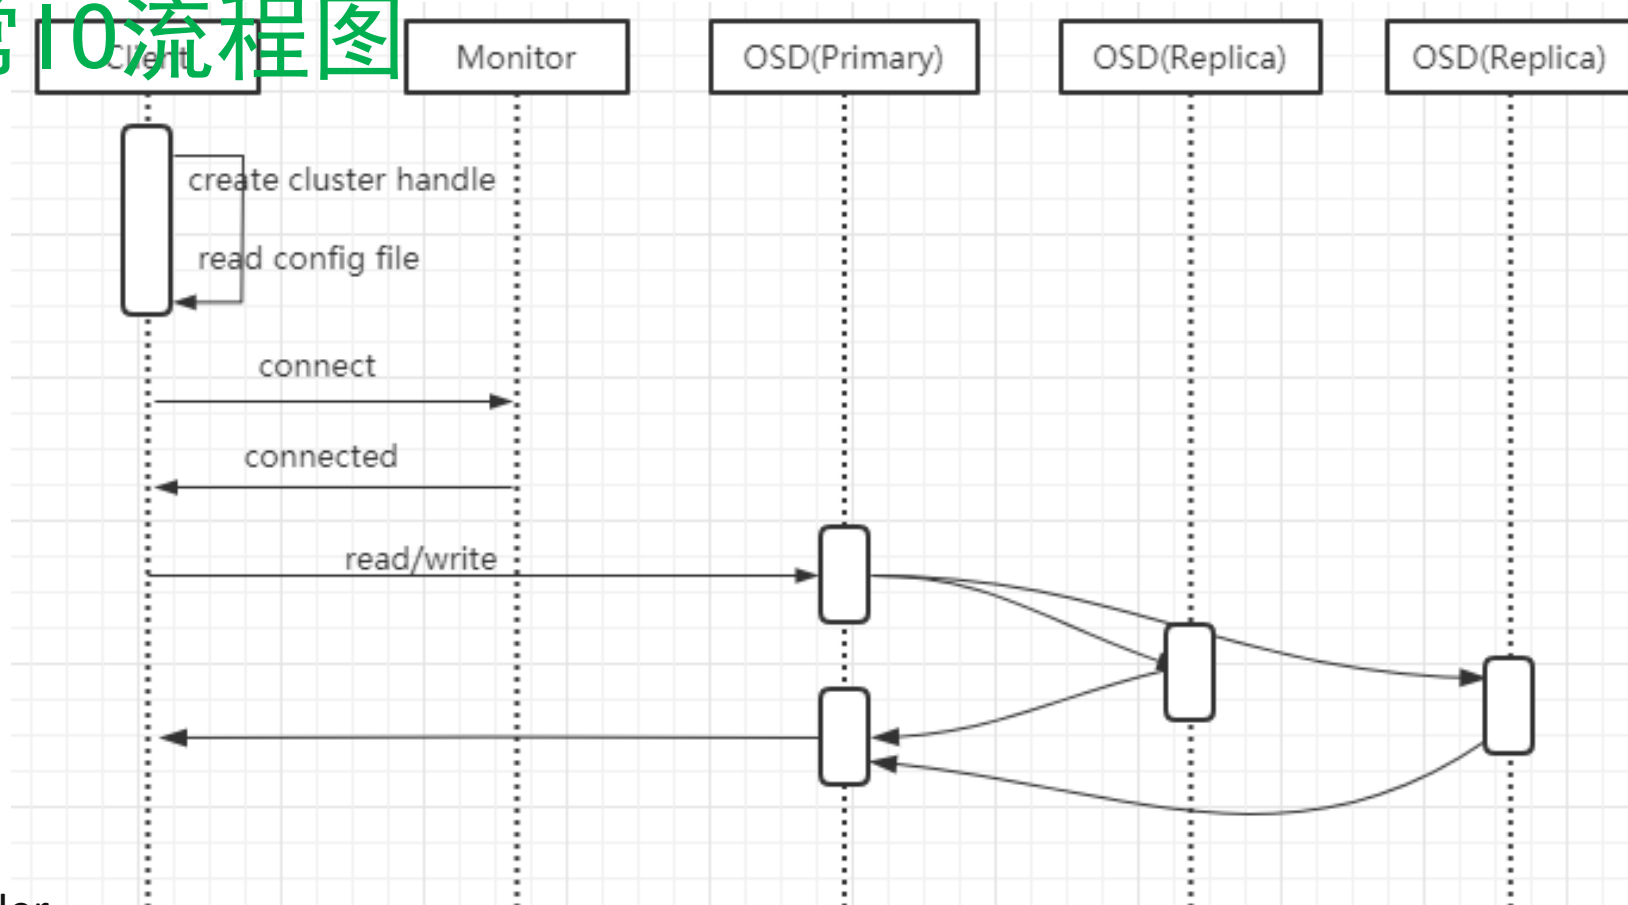 常IO流程图
Client
Monitor
OSD(Primary)
OSD(Replica)
OSD(Replica)
create cluster handle
read config file
connect
connected
read/write